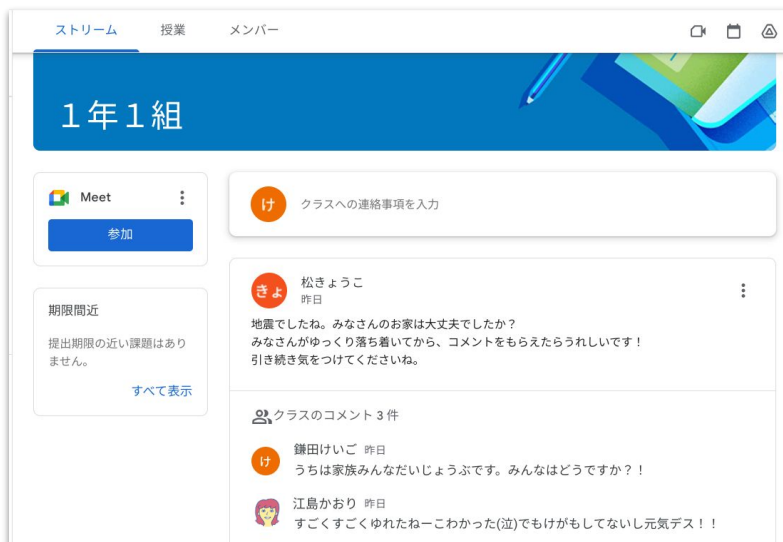 ストリーム 授業 メンバー
1年1組
Meet
参加
期限間近
提出期限の近い課題はあり
ません。
すべて表示
け クラスへの連絡事項を入力
きょ 松きょうこ
昨日
地震でしたね。みなさんのお家は大丈夫でしたか？
みなさんがゆっくり落ち着いてから、コメントをもらえたらうれしいです！
引き続き気をつけてくださいね。
クラスのコメント 3 件
け 鎌田けいご 昨日
うちは家族みんなだいじょうぶです。みんなはどうですか？！
江島かおり 昨日
すごくすごくゆれたねーこわかった(泣)でもけがもしてないし元気デス！！